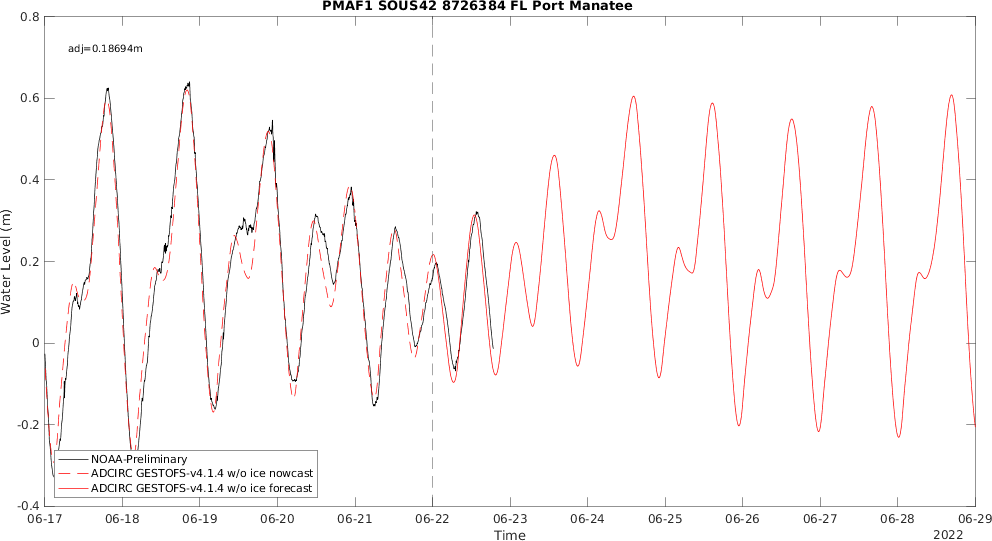 PMAF1 SOUS42 8726384 FL Port Manatee
adj=0.18694m
Water Level (m)
0.8
0.6
0.4
0.2
0
-0.2
-0.4
NOAA-Preliminary
ADCIRC GESTOFS-v4.1.4 w/o ice nowcast
ADCIRC GESTOFS-v4.1.4 w/o ice forecast
06-17 06-18 06-19 06-20 06-21 06-22 06-23 06-24 06-25 06-26 06-27 06-28 06-29
Time
2022